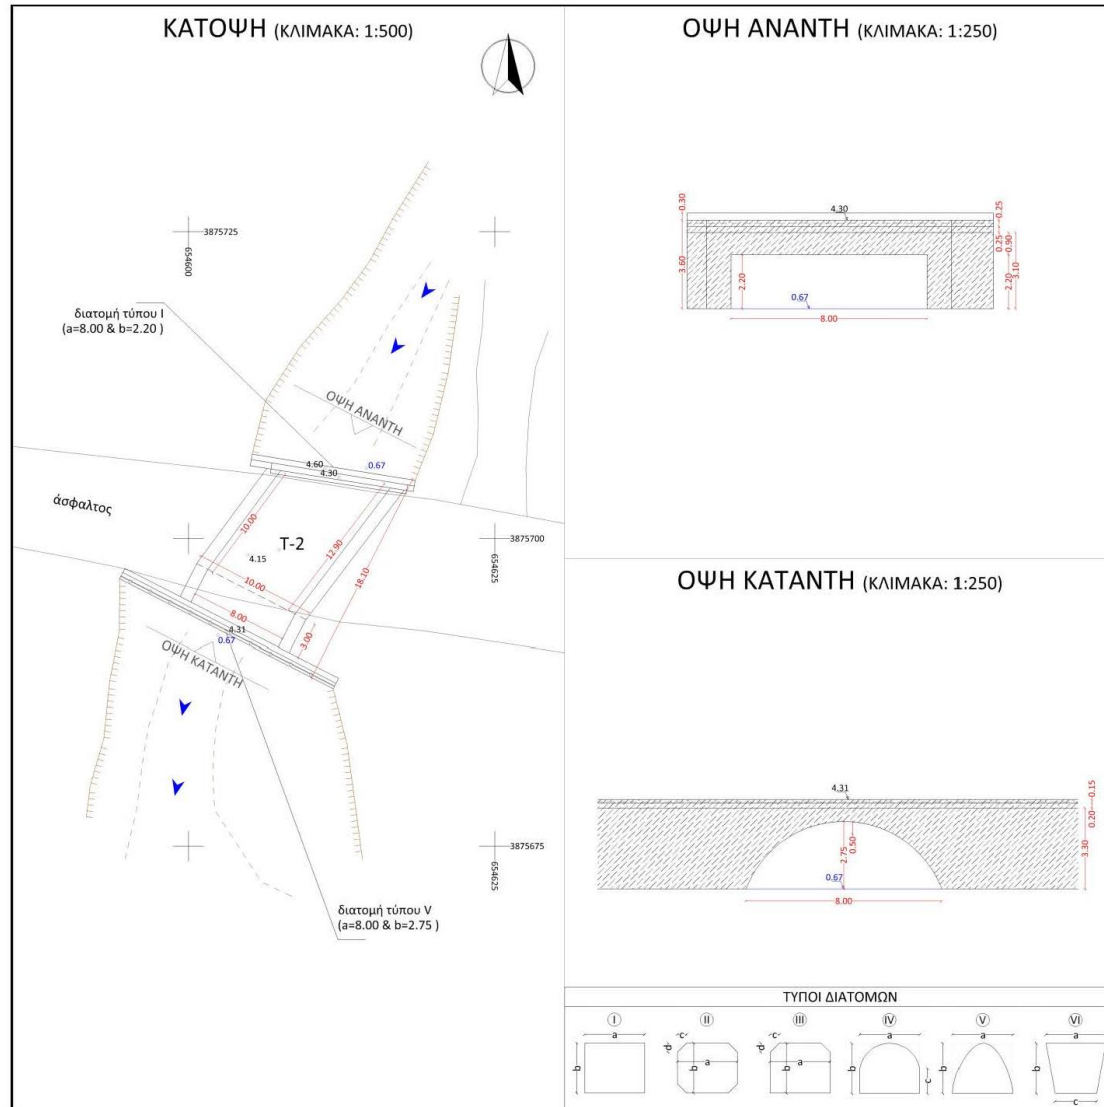 ΚΑΤΟΨΗ (ΚΛΙΜΑΚΑ: 1:500)
3875725
654600
διατομή τύπου Ι
(a=8.00 & b=2.20 )
ΟΨΗ ΑΝΑΝΤΗ
4.60
0.67
4.30
άσφαλτος
10.00
T-2
12.90
4.15
10.00
18.10
3875700
654625
8.00
4.31
0.67
3.00
ΟΨΗ ΚΑΤΑΝΤΗ
3875675
654625
διατομή τύπου V
(a=8.00 & b=2.75 )
ΟΨΗ ΑΝΑΝΤΗ (ΚΛΙΜΑΚΑ: 1:250)
0.30
4.30
0.25
3.60
0.25
0.90
2.20
2.20
3.10
0.67
8.00
ΟΨΗ ΚΑΤΑΝΤΗ (ΚΛΙΜΑΚΑ: 1:250)
4.31
0.15
0.20
2.75
0.50
3.30
0.67
8.00
ΤΥΠΟΙ ΔΙΑΤΟΜΩΝ
I II III IV V VI
a c c a a a
b d b a d b a b c b b
c